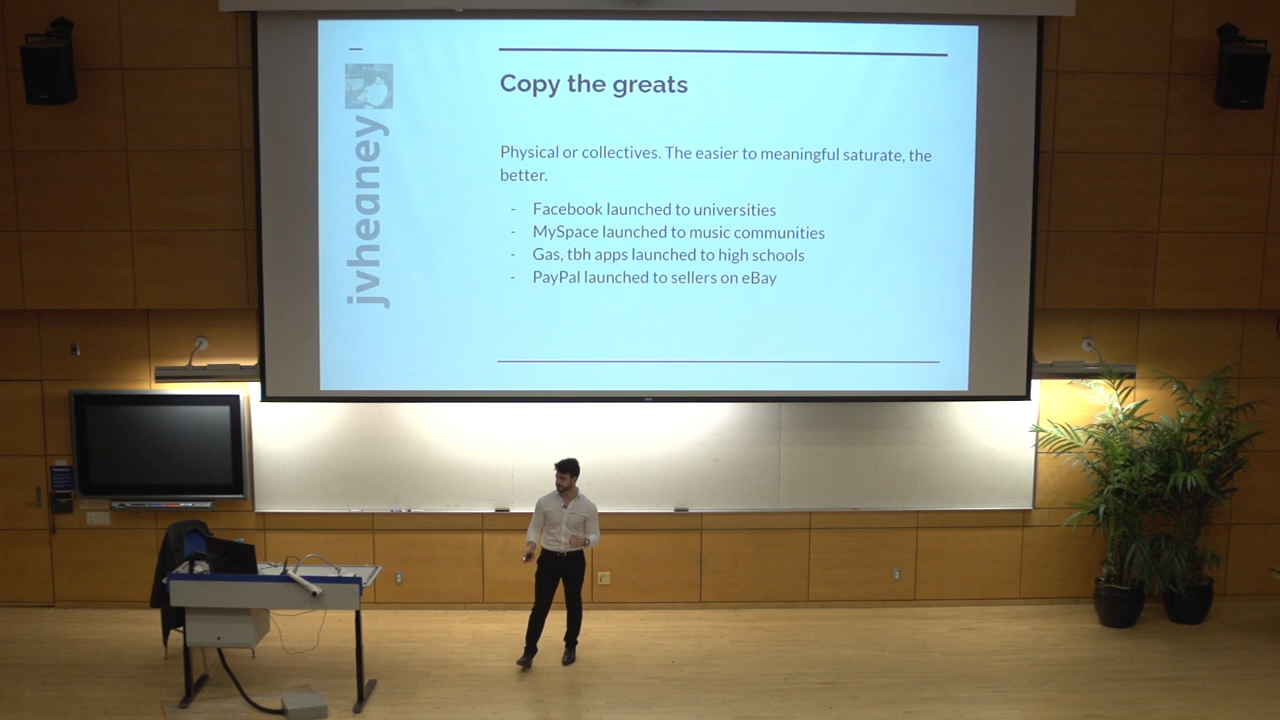 Copy the greats
Physical or collectives. The easier to meaningful saturate, the
better.
- Facebook launched to universities
- MySpace launched to music communities
- Gas, tbh apps launched to high schools
- PayPal launched to sellers on eBay
jvheaney